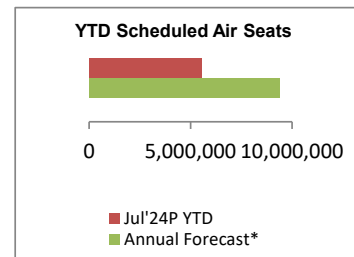 YTD Scheduled Air Seats
0 5,000,000 10,000,000
Jul'24P YTD
Annual Forecast*